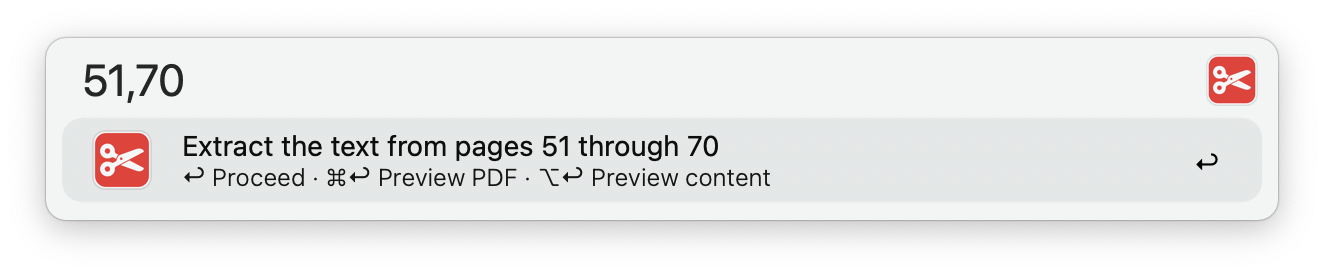 51,70
Extract the text from pages 51 through 70
↩ Proceed · ⌘↩ Preview PDF · ⌥↩ Preview content
↩